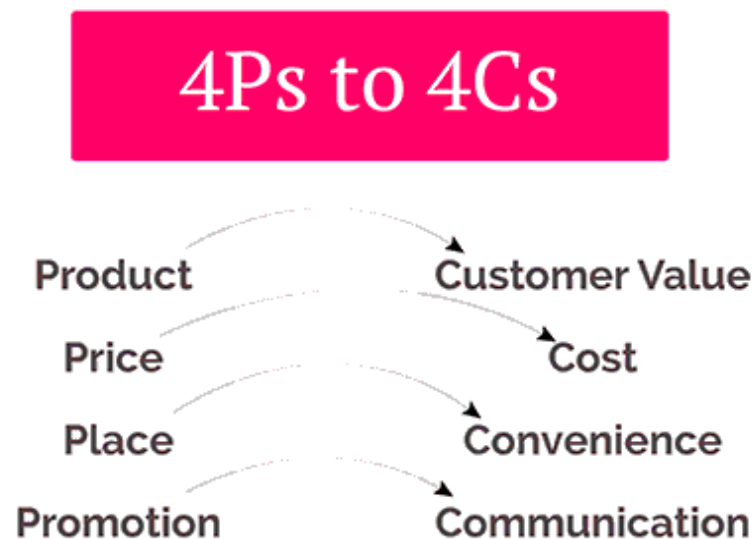 4Ps to 4Cs
Product Customer Value
Price Cost
Place Convenience
Promotion Communication